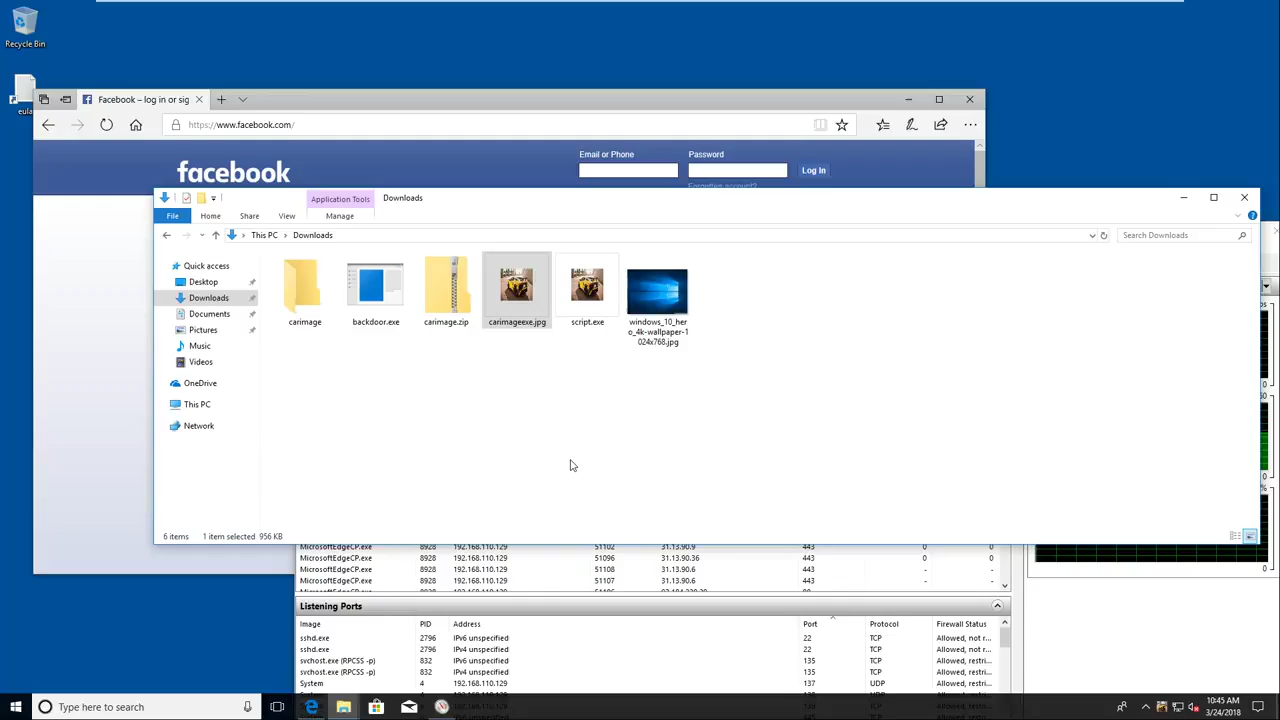 Recycle Bin
eula
Facebook – log in or sig
https://www.facebook.com/
facebook
Email or Phone
Password
Log In
Forgotten account?
Application Tools
Downloads
File
Home
Share
View
Manage
This PC
Downloads
Search Downloads
Quick access
Desktop
Downloads
Documents
Pictures
Music
Videos
OneDrive
This PC
Network
carimage
backdoor.exe
carimage.zip
carimageexe.jpg
script.exe
windows_10_her
o_4k-wallpaper-1
024x768.jpg
6 items 1 item selected 956 KB
MicrosoftEdgeCP.exe 8928 192.168.110.129 51102 31.13.90.9 443 0 0
MicrosoftEdgeCP.exe 8928 192.168.110.129 51096 31.13.90.36 443 0 0
MicrosoftEdgeCP.exe 8928 192.168.110.129 51108 31.13.90.6 443 - -
MicrosoftEdgeCP.exe 8928 192.168.110.129 51097 31.13.90.6 443 - -
Listening Ports
Image PID Address Port Protocol Firewall Status
sshd.exe 2796 IPv6 unspecified 22 TCP Allowed, not r...
sshd.exe 2796 IPv4 unspecified 22 TCP Allowed, not r...
svchost.exe (RPCSS -p) 832 IPv6 unspecified 135 TCP Allowed, restri...
svchost.exe (RPCSS -p) 832 IPv4 unspecified 135 TCP Allowed, restri...
System 4 192.168.110.129 137 UDP Allowed, restri...
Type here to search
10:45 AM
3/24/2018